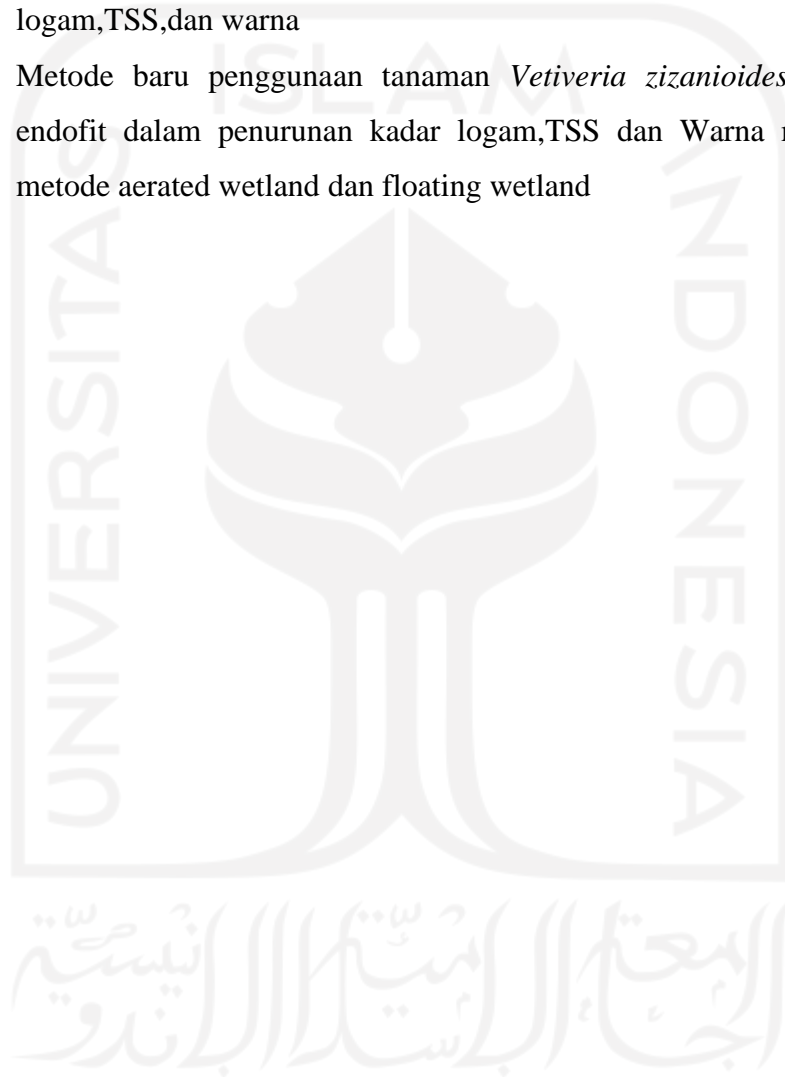 logam,TSS,dan warna
Metode baru penggunaan tanaman Vetiveria zizanioides
endofit dalam penurunan kadar logam,TSS dan Warna
metode aerated wetland dan floating wetland
ISLAM
UNIVERSITAS
INDONESIA